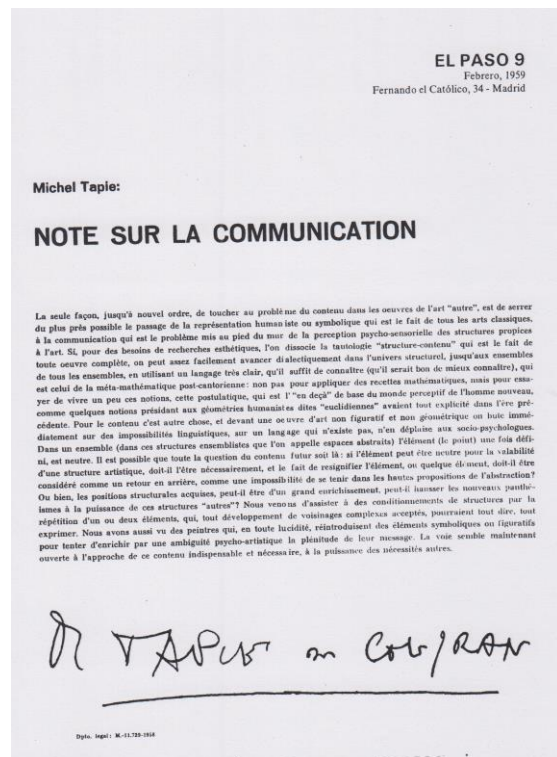 EL PASO 9
Febrero, 1959
Fernando el Católico, 34 - Madrid
Michel Tapie:
NOTE SUR LA COMMUNICATION
La seule façon, jusqu'à nouvel ordre, de toucher au problème du contenu dans les oeuvres de l'art "autre", est de serrer
du plus près possible le passage de la représentation humaniste ou symbolique qui est le fait de tous les arts classiques,
à la communication qui est le problème mis au pied du mur de la perception psycho-sensorielle des structures propices
à l'art. Si, pour des besoins de recherches esthétiques, l'on dissocie la tautologie "structure-contenu" qui est le fait de
toute oeuvre complète, on peut assez facilement avancer dialectiquement dans l'univers structurel, jusqu'aux ensembles
de tous les ensembles, en utilisant un langage très clair, qu'il suffit de connaître (qu'il serait bon de mieux connaître), qui
est celui de la méta-mathématique post-cantorienne: non pas pour appliquer des recettes mathématiques, mais pour essa-
yer de vivre un peu ces notions, cette postulatique, qui est l' "en deçà" de base du monde perceptif de l'homme nouveau,
comme quelques notions présidant aux géométries humanistes dites "euclidiennes" avaient tout explicité dans l'ère pré-
cédente. Pour le contenu c'est autre chose, et devant une oeuvre d'art non figuratif et non géométrique on bute immé-
diatement sur des impossibilités linguistiques, sur un langage qui n'existe pas, n'en déplaise aux socio-psychologues.
Dans un ensemble (dans ces structures ensemblistes que l'on appelle espaces abstraits) l'élément (le point) une fois défi-
ni, est neutre. Il est possible que toute la question du contenu futur soit là: si l'élément peut être neutre pour la valabilité
d'une structure artistique, doit-il l'être nécessairement, et le fait de resignifier l'élément, ou quelque élément, doit-il être
considéré comme un retour en arrière, comme une impossibilité de se tenir dans les hautes propositions de l'abstraction?
Ou bien, les positions structurales acquises, peut-il être d'un grand enrichissement, peut-il hausser les nouveaux panthé-
ismes à la puissance de ces structures "autres"? Nous venons d'assister à des conditionnements de structures par la
répétition d'un ou deux éléments, qui, tout développement de voisinages complexes acceptés, pourraient tout dire, tout
exprimer. Nous avons aussi vu des peintres qui, en toute lucidité, réintroduisent des éléments symboliques ou figuratifs
pour tenter d'enrichir par une ambiguïté psycho-artistique la plénitude de leur message. La voie semble maintenant
ouverte à l'approche de ce contenu indispensable et nécessaire, à la puissance des nécessités autres.
TAPIE
Dpto. legal: M.-11.729-1958